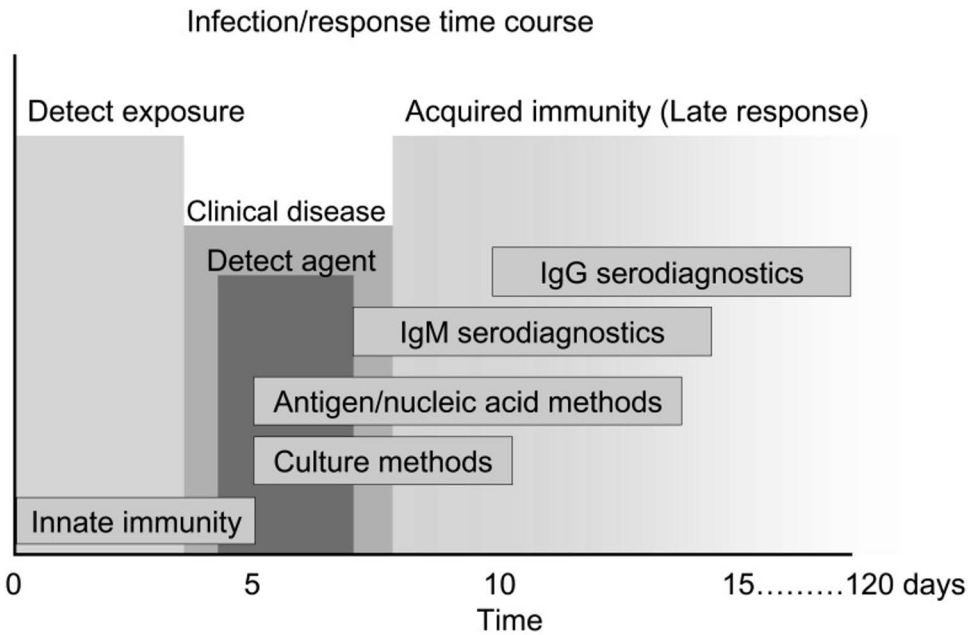 Infection/response time course
Detect exposure
Acquired immunity (Late response)
Clinical disease
Detect agent
IgG serodiagnostics
IgM serodiagnostics
Antigen/nucleic acid methods
Culture methods
Innate immunity
0 5 10 15.........120 days
Time